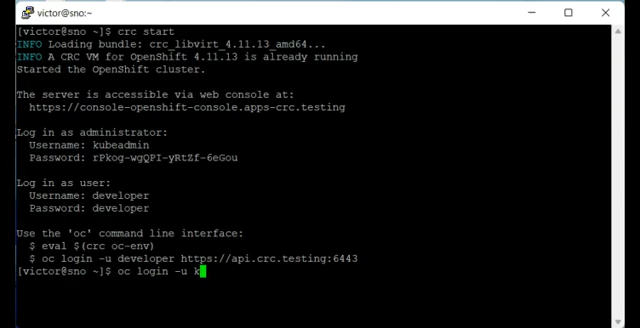 victor@sno:~
[victor@sno ~]$ crc start
INFO Loading bundle: crc_libvirt_4.11.13_amd64...
INFO A CRC VM for OpenShift 4.11.13 is already running
Started the OpenShift cluster.
The server is accessible via web console at:
https://console-openshift-console.apps-crc.testing
Log in as administrator:
Username: kubeadmin
Password: rPkog-wgQPI-yRtZf-6eGou
Log in as user:
Username: developer
Password: developer
Use the 'oc' command line interface:
$ eval $(crc oc-env)
$ oc login -u developer https://api.crc.testing:6443
[victor@sno ~]$ oc login -u k